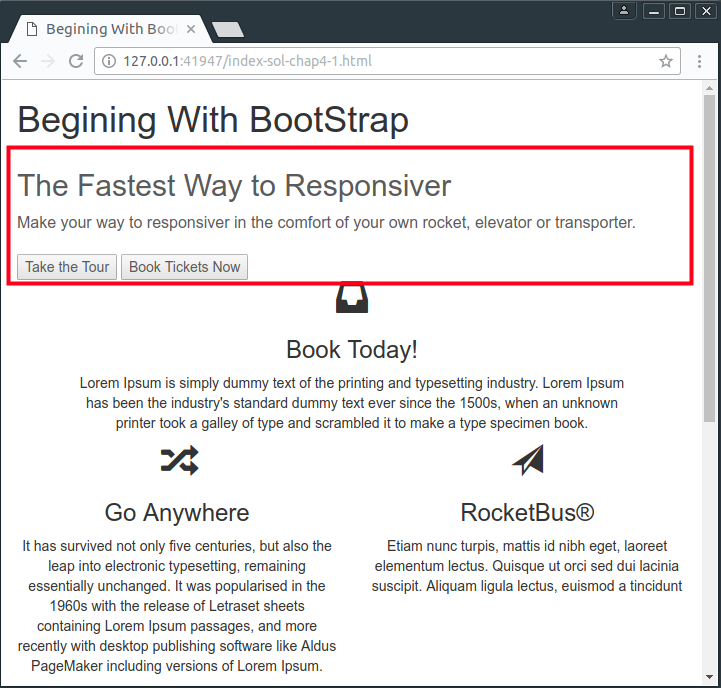 Begining With Boo
127.0.0.1:41947/index-sol-chap4-1.html
Begining With BootStrap
The Fastest Way to Responsiver
Make your way to responsiver in the comfort of your own rocket, elevator or transporter.
Take the Tour Book Tickets Now
Book Today!
Lorem Ipsum is simply dummy text of the printing and typesetting industry. Lorem Ipsum
has been the industry's standard dummy text ever since the 1500s, when an unknown
printer took a galley of type and scrambled it to make a type specimen book.
Go Anywhere
It has survived not only five centuries, but also the
leap into electronic typesetting, remaining
essentially unchanged. It was popularised in the
1960s with the release of Letraset sheets
containing Lorem Ipsum passages, and more
recently with desktop publishing software like Aldus
PageMaker including versions of Lorem Ipsum.
RocketBus®
Etiam nunc turpis, mattis id nibh eget, laoreet
elementum lectus. Quisque ut orci sed dui lacinia
suscipit. Aliquam ligula lectus, euismod a tincidunt